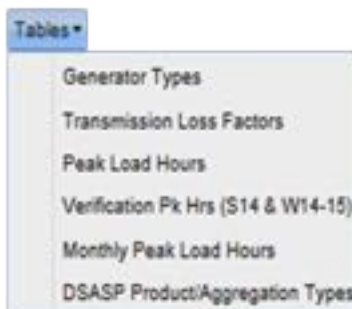 Tables
Generator Types
Transmission Loss Factors
Peak Load Hours
Verification Pk Hrs (S14 & W14-15)
Monthly Peak Load Hours
DSASP Product/Aggregation Types